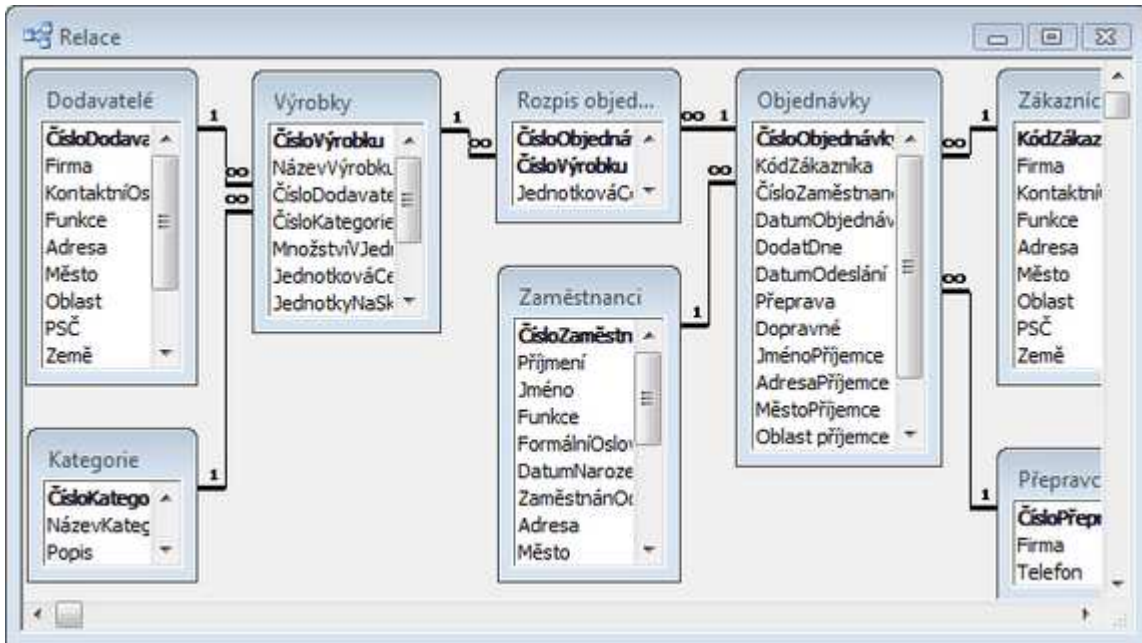 Relace
Dodavatelé
ČísloDodava
Firma
KontaktníOs
Funkce
Adresa
Město
Oblast
PSČ
Země
1
∞
∞
Výrobky
ČísloVýrobku
NázevVýrobku
ČísloDodavate
ČísloKategorie
MnožstvíVJedn
JednotkováCe
JednotkyNaSk
1
∞
Rozpis objed...
ČísloObjedná
ČísloVýrobku
JednotkováC
∞ 1
∞
Objednávky
ČísloObjednávk
KódZákazníka
ČísloZaměstnan
DatumObjednáv
DodatDne
DatumOdeslání
Přeprava
Dopravné
JménoPříjemce
AdresaPříjemce
MěstoPříjemce
Oblast příjemce
∞ 1
∞
Zákazníc
KódZákaz
Firma
Kontaktní
Funkce
Adresa
Město
Oblast
PSČ
Země
Kategorie
ČísloKatego
NázevKateg
Popis
1
Zaměstnanci
ČísloZaměstn
Příjmení
Jméno
Funkce
FormálníOslov
DatumNaroze
ZaměstnánOd
Adresa
Město
1
1
Přepravc
ČísloPřepr
Firma
Telefon